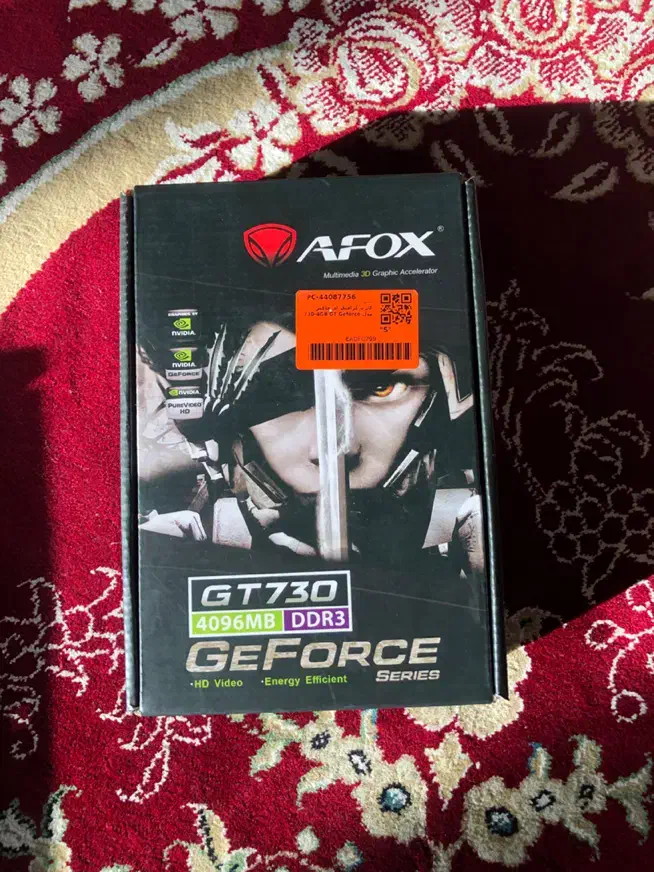 AFOX®
Multimedia 3D Graphic Accelerator
PC-44087756
"S"
NVIDIA
NVIDIA
GEFORCE
NVIDIA
PUREVIDEO
HD
GT730
4096MB DDR3
GEFORCE
SERIES
·HD Video ·Energy Efficient